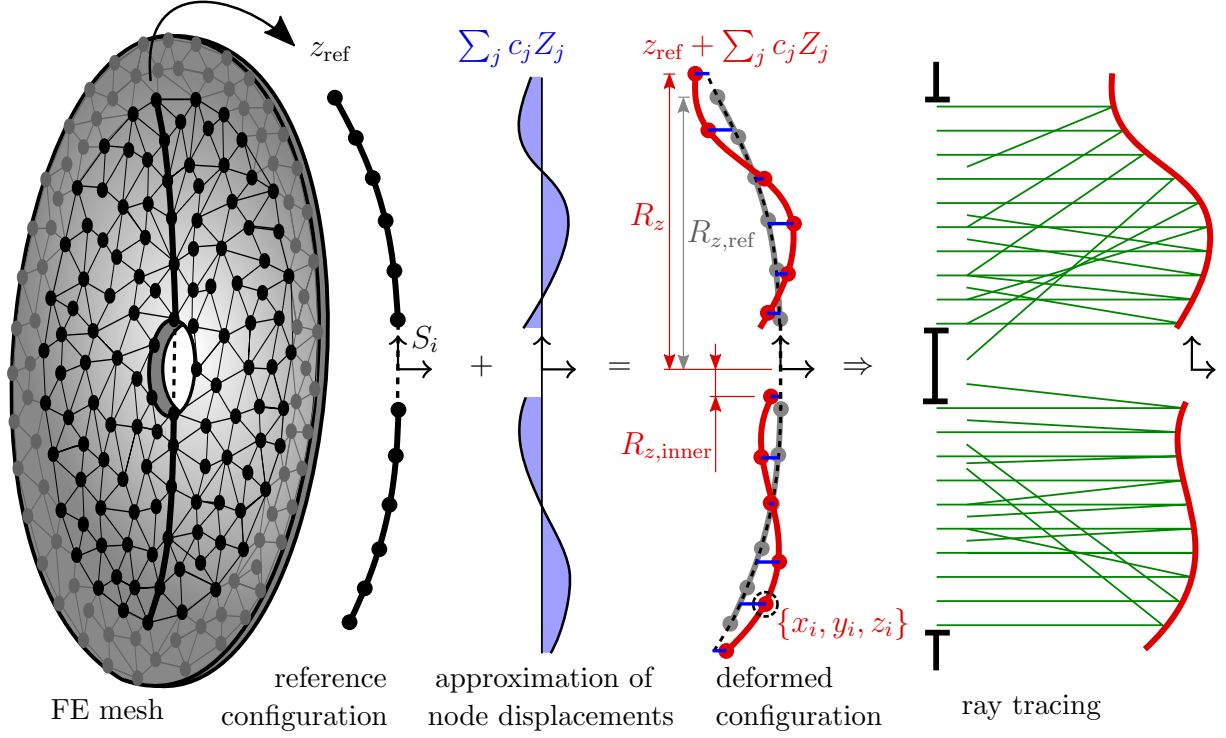 z_ref
∑_j c_j Z_j
z_ref + ∑_j c_j Z_j
R_z
R_z,ref
S_i
+
=
⇒
R_z,inner
{x_i, y_i, z_i}
FE mesh
reference
configuration
approximation of
node displacements
deformed
configuration
ray tracing